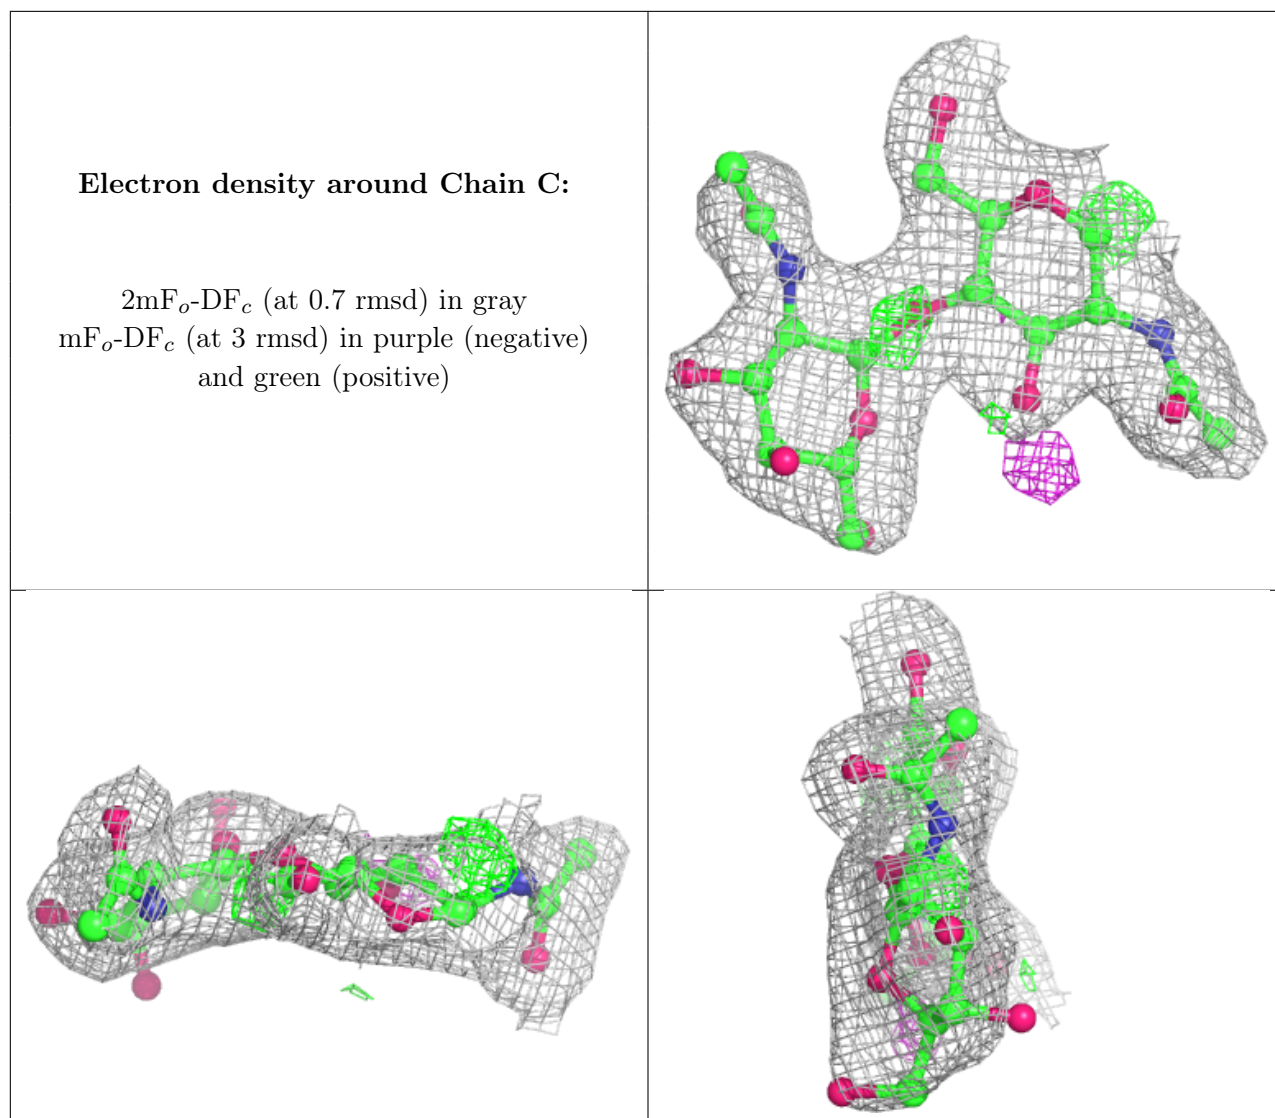 Electron density around Chain C:
2mFo-DFc (at 0.7 rmsd) in gray
mFo-DFc (at 3 rmsd) in purple (negative)
and green (positive)